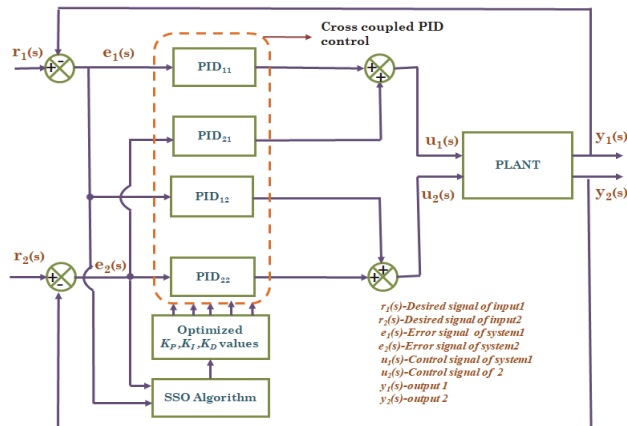 Cross coupled PID
control
r₁(s)
e₁(s)
PID₁₁
PID₂₁
u₁(s)
y₁(s)
PLANT
PID₁₂
u₂(s)
y₂(s)
r₂(s)
e₂(s)
PID₂₂
Optimized
K_P,K_I,K_D values
SSO Algorithm
r₁(s)-Desired signal of input1
r₂(s)-Desired signal of input2
e₁(s)-Error signal of system1
e₂(s)-Error signal of system2
u₁(s)-Control signal of system1
u₂(s)-Control signal of 2
y₁(s)-output 1
y₂(s)-output 2